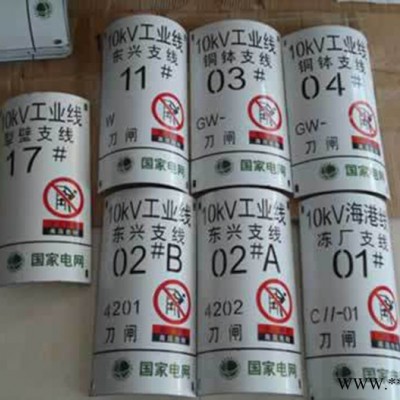 10kV工业线
东兴支线
11#
W
刀闸
10kV工业线
铜钵支线
03#
GW-
刀闸
国家电网
10kV工业线
铜钵支线
04#
GW-
刀闸
国家电网
10kV工业线
壁支线
17#
国家电网
10kV工业线
东兴支线
02#B
4201
刀闸
国家电网
10kV工业线
东兴支线
02#A
4202
刀闸
国家电网
10kV海港线
冻厂支线
01#
C11-01
刀闸
国家电网
www.**